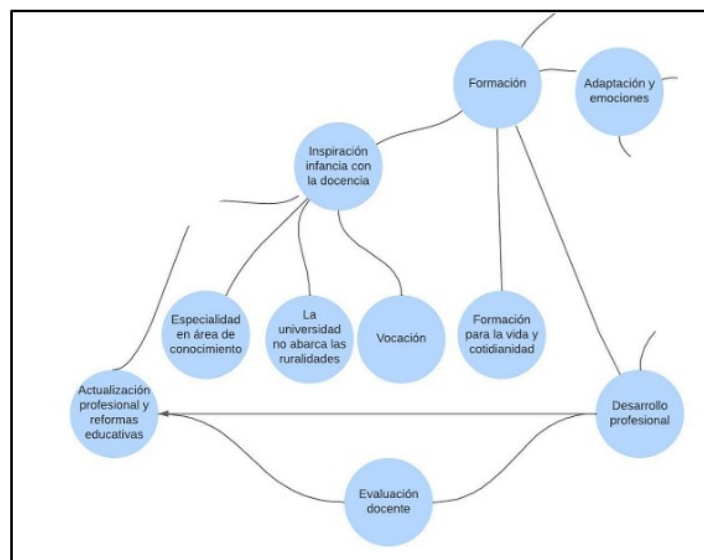 Formación
Adaptación y
emociones
Inspiración
infancia con
la docencia
Especialidad
en área de
conocimiento
La
universidad
no abarca las
ruralidades
Vocación
Formación
para la vida y
cotidianidad
Actualización
profesional y
reformas
educativas
Desarrollo
profesional
Evaluación
docente